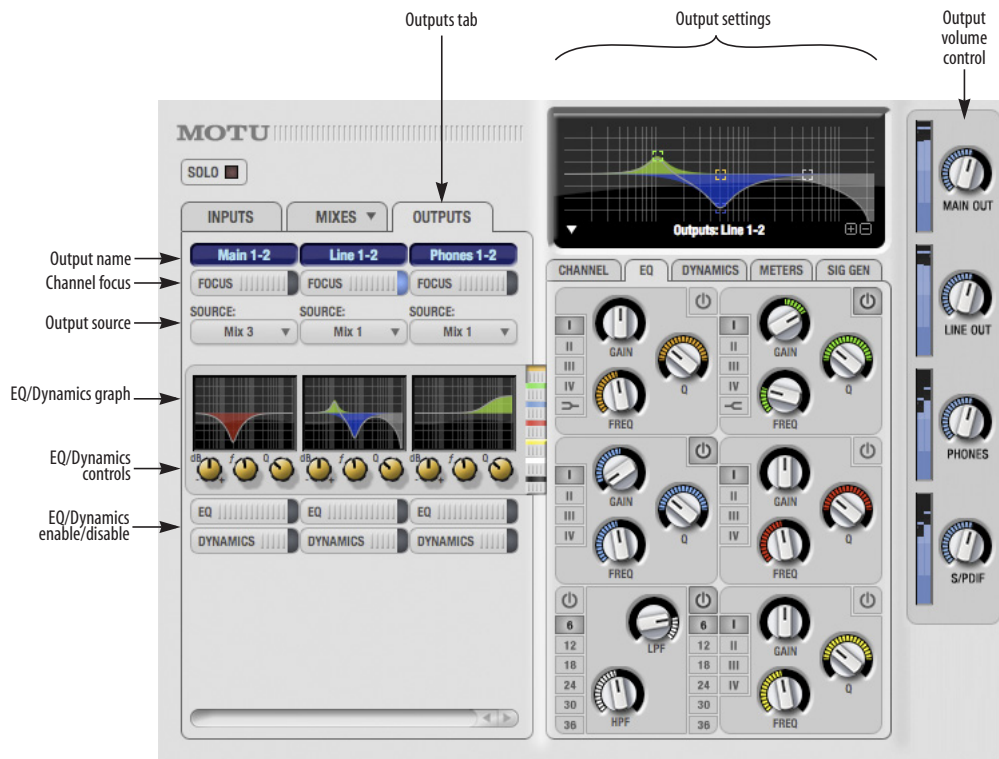 Outputs tab
Output settings
Output
volume
control
MOTU
SOLO
INPUTS
MIXES
OUTPUTS
Output name
Main 1-2
Line 1-2
Phones 1-2
Channel focus
FOCUS
FOCUS
FOCUS
Output source
SOURCE:
SOURCE:
SOURCE:
Mix 3
Mix 1
Mix 1
EQ/Dynamics graph
EQ/Dynamics
controls
dB
f
Q
- +
dB
f
Q
dB
f
Q
EQ/Dynamics
enable/disable
EQ
EQ
EQ
DYNAMICS
DYNAMICS
DYNAMICS
Outputs: Line 1-2
CHANNEL
EQ
DYNAMICS
METERS
SIG GEN
I
II
III
IV
GAIN
Q
FREQ
I
II
III
IV
GAIN
Q
FREQ
I
II
III
IV
GAIN
Q
FREQ
I
II
III
IV
GAIN
Q
FREQ
6
12
18
24
30
36
LPF
HPF
6
12
18
24
30
36
I
II
III
IV
GAIN
Q
FREQ
MAIN OUT
LINE OUT
PHONES
S/PDIF